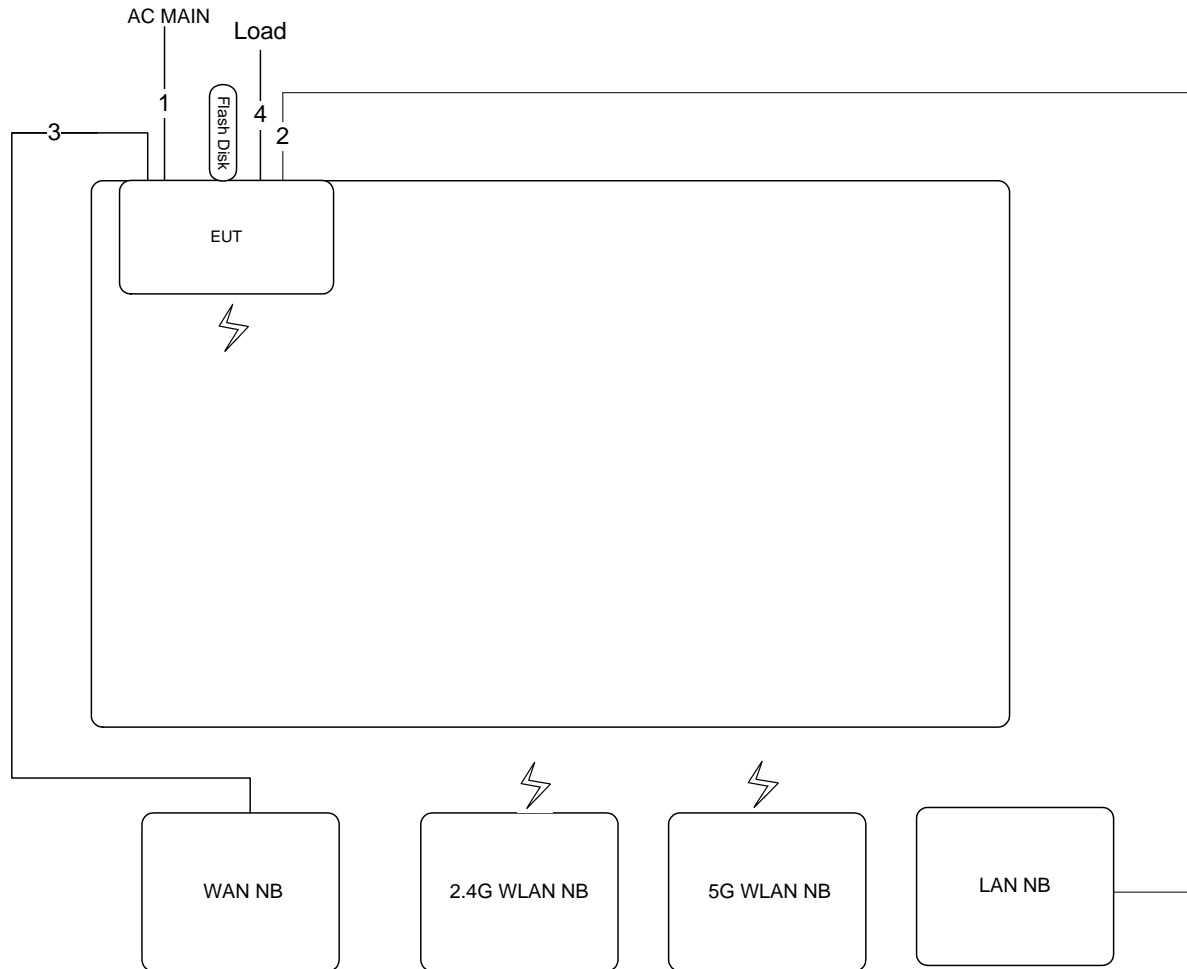 AC MAIN
Load
1
Flash Disk
4
3
2
EUT
WAN NB
2.4G WLAN NB
5G WLAN NB
LAN NB